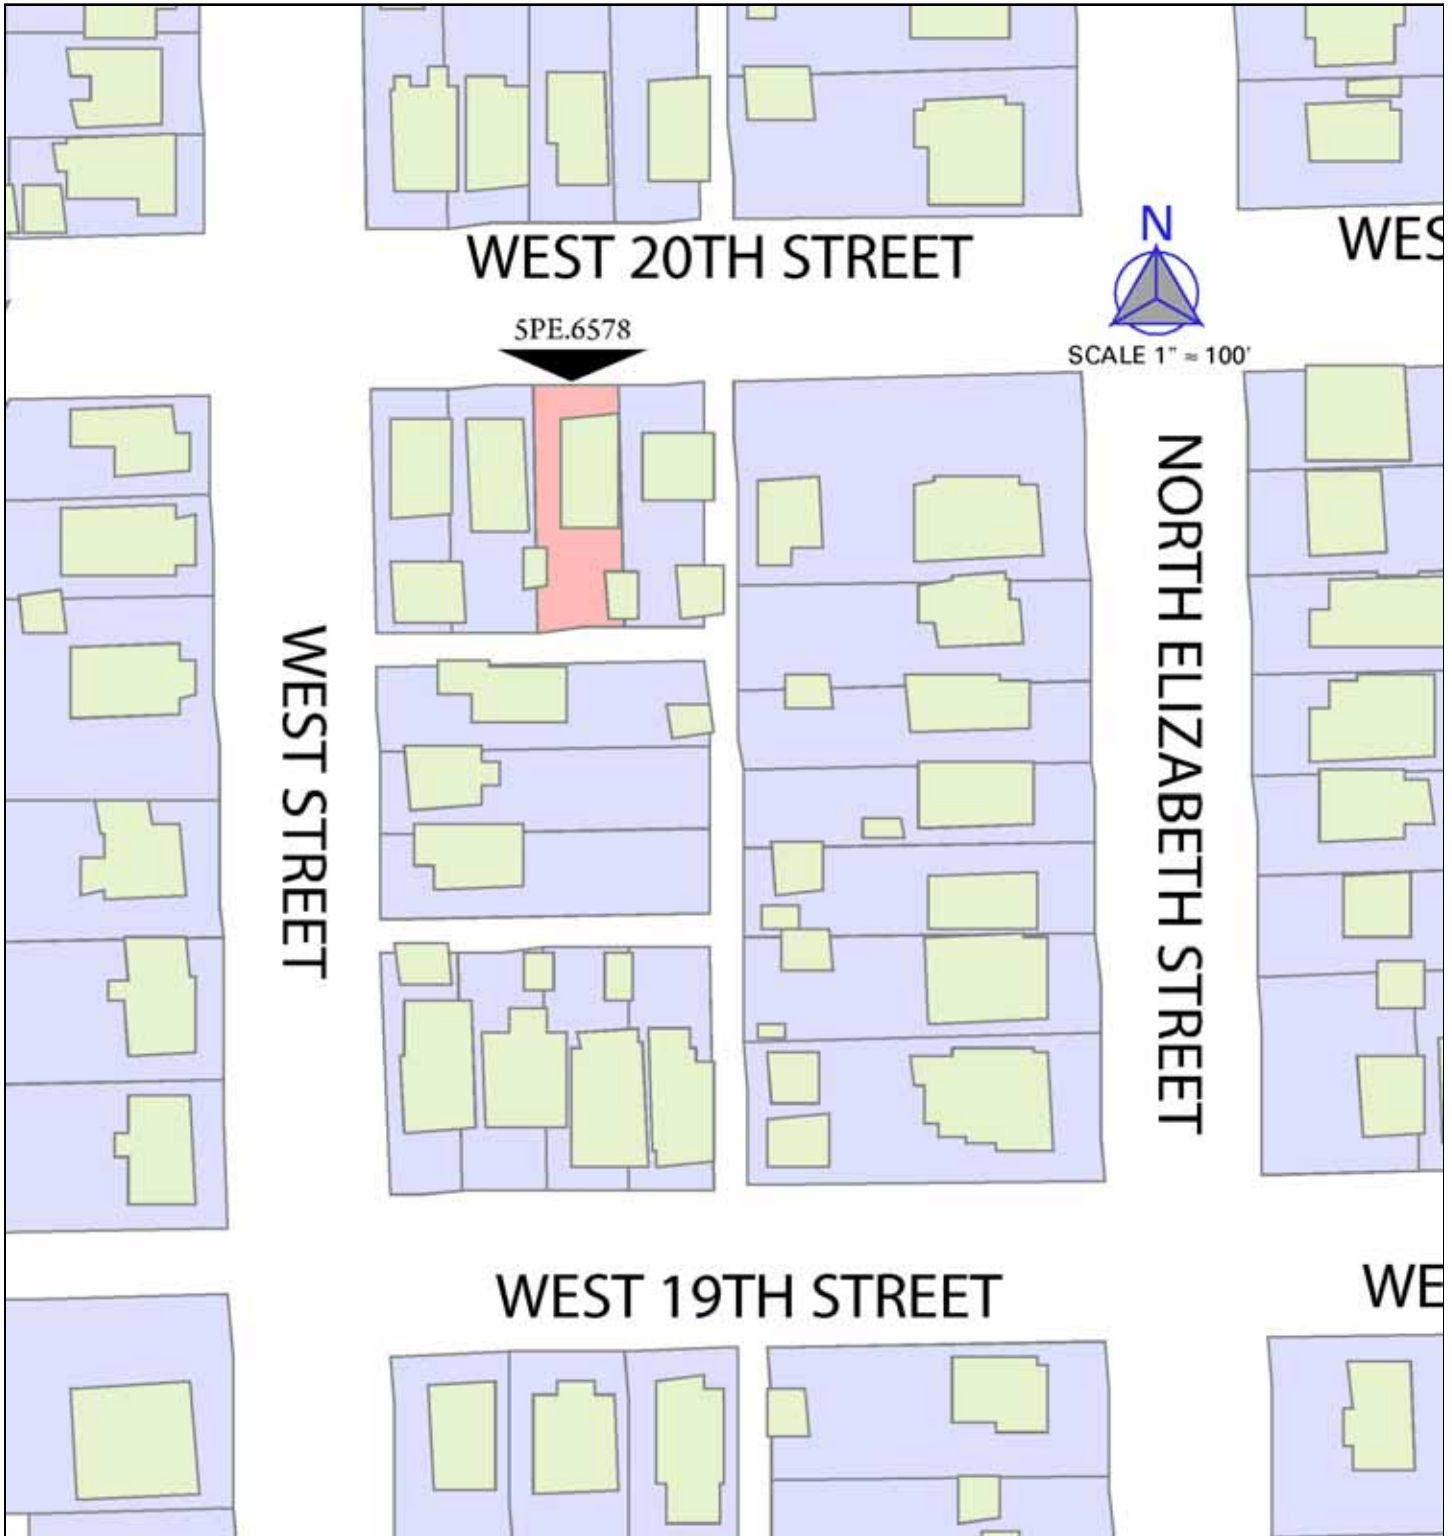 WEST 20TH STREET
N
WES
5PE.6578
SCALE 1" ≈ 100'
WEST STREET
NORTH ELIZABETH STREET
WEST 19TH STREET
WE